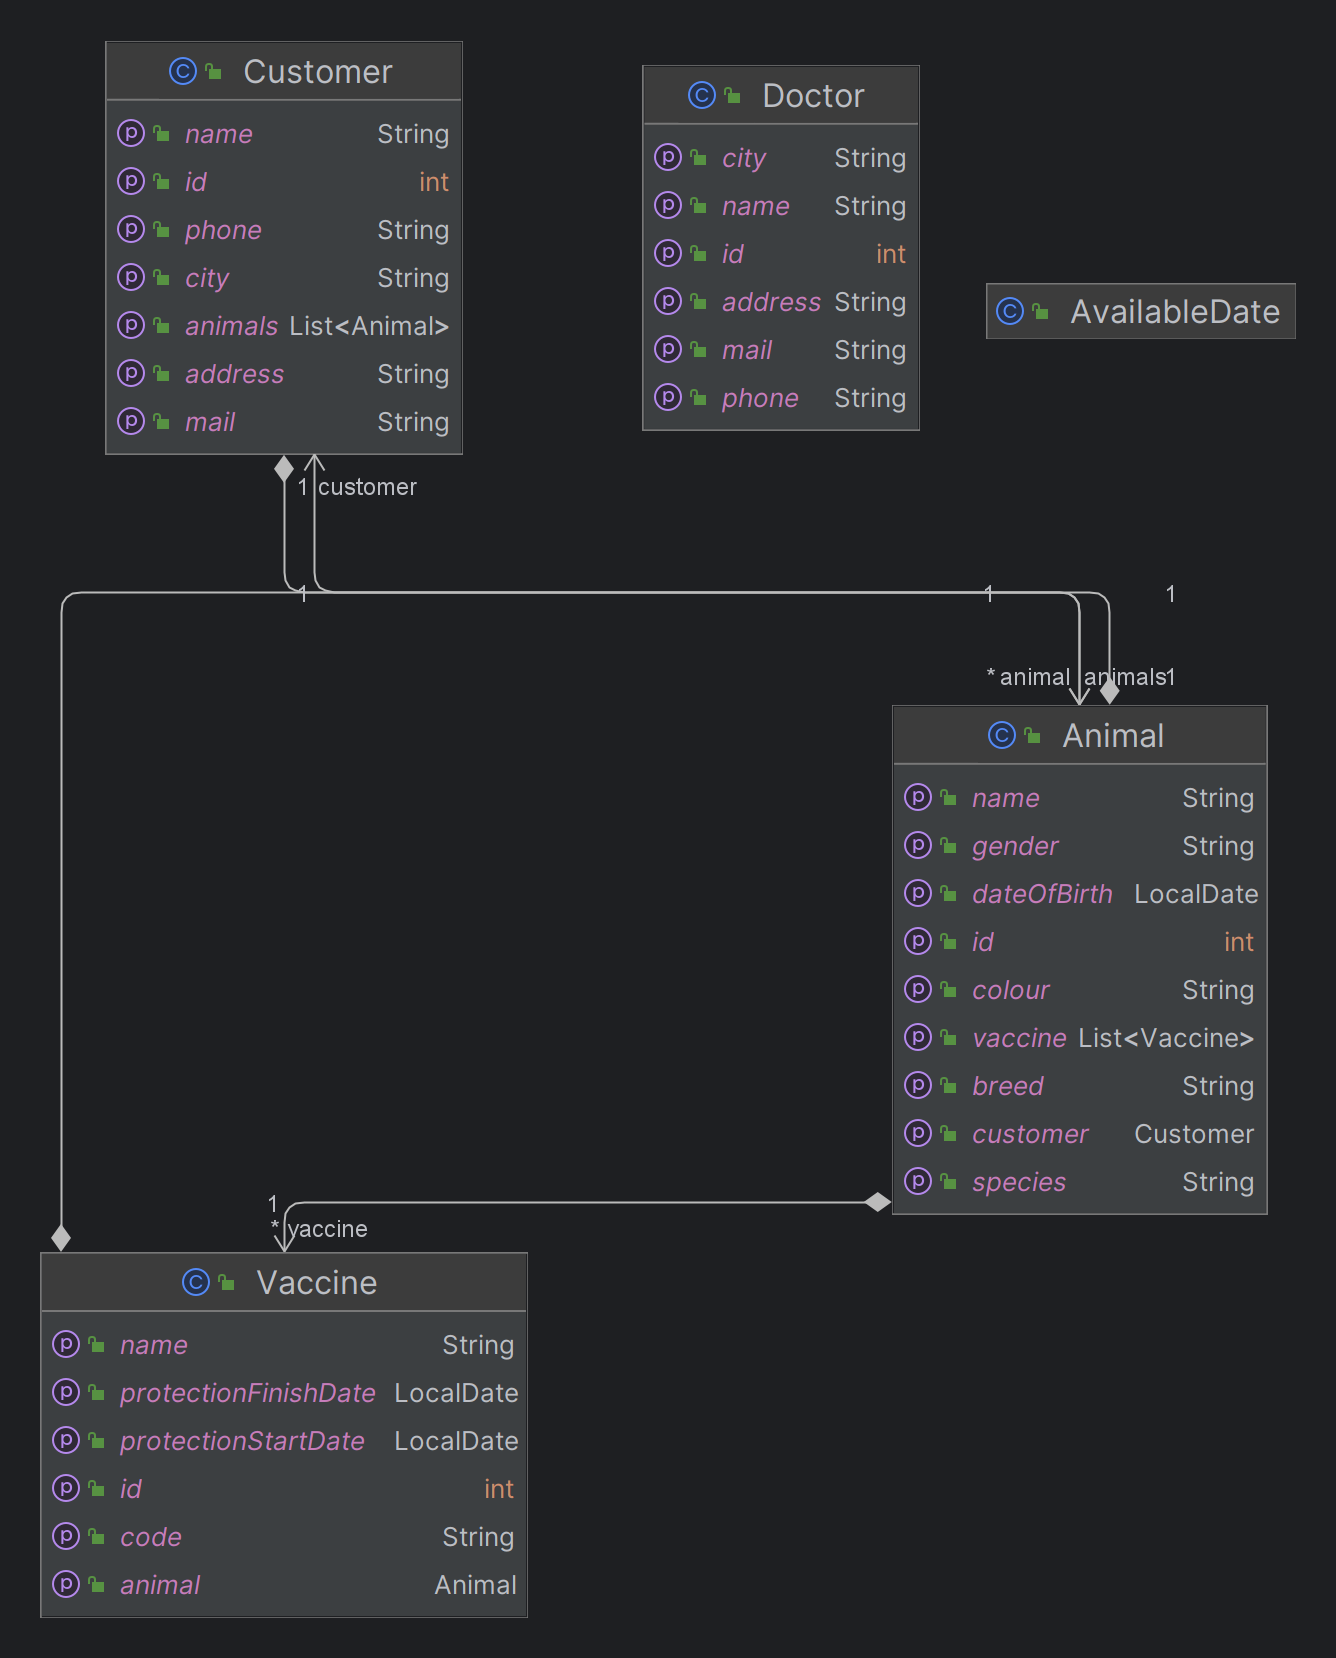 Customer
name String
id int
phone String
city String
animals List<Animal>
address String
mail String
Doctor
city String
name String
id int
address String
mail String
phone String
AvailableDate
1 customer
1 1 1
* animal animals 1
Animal
name String
gender String
dateOfBirth LocalDate
id int
colour String
vaccine List<Vaccine>
breed String
customer Customer
species String
1
* vaccine
Vaccine
name String
protectionFinishDate LocalDate
protectionStartDate LocalDate
id int
code String
animal Animal